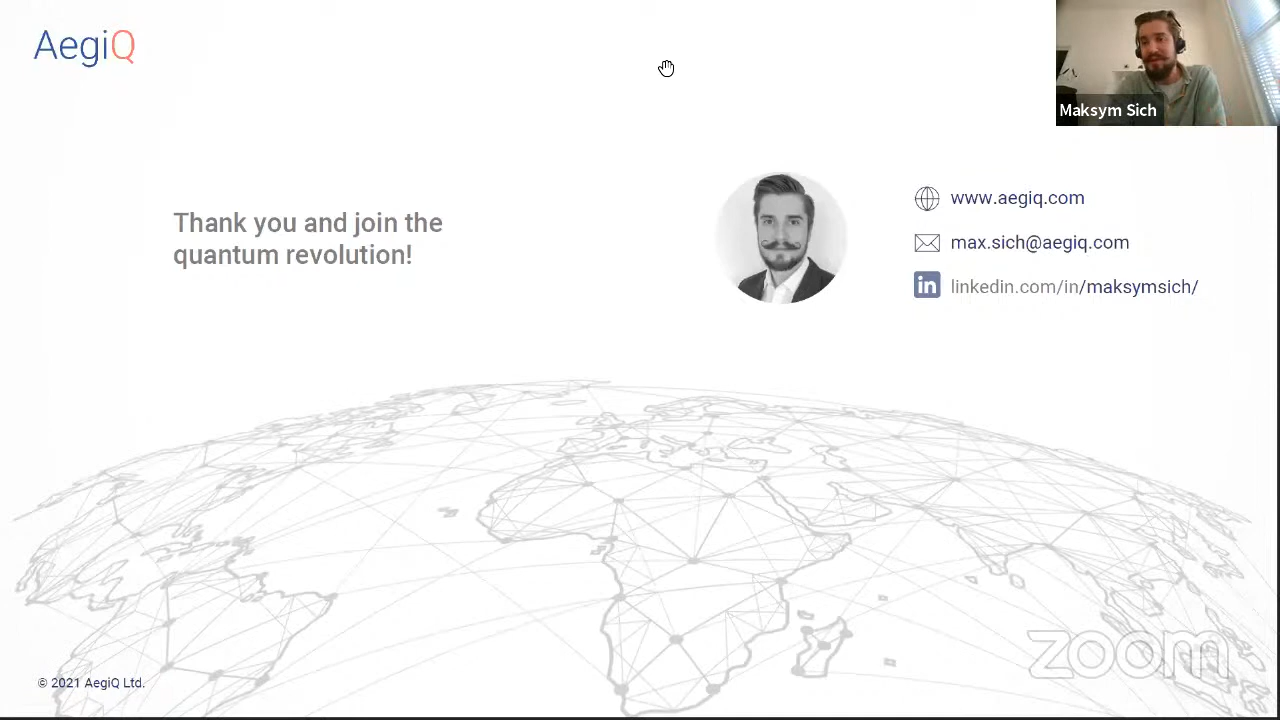 AegiQ
Maksym Sich
Thank you and join the
quantum revolution!
www.aegiq.com
max.sich@aegiq.com
in linkedin.com/in/maksymsich/
zoom
© 2021 AegiQ Ltd.